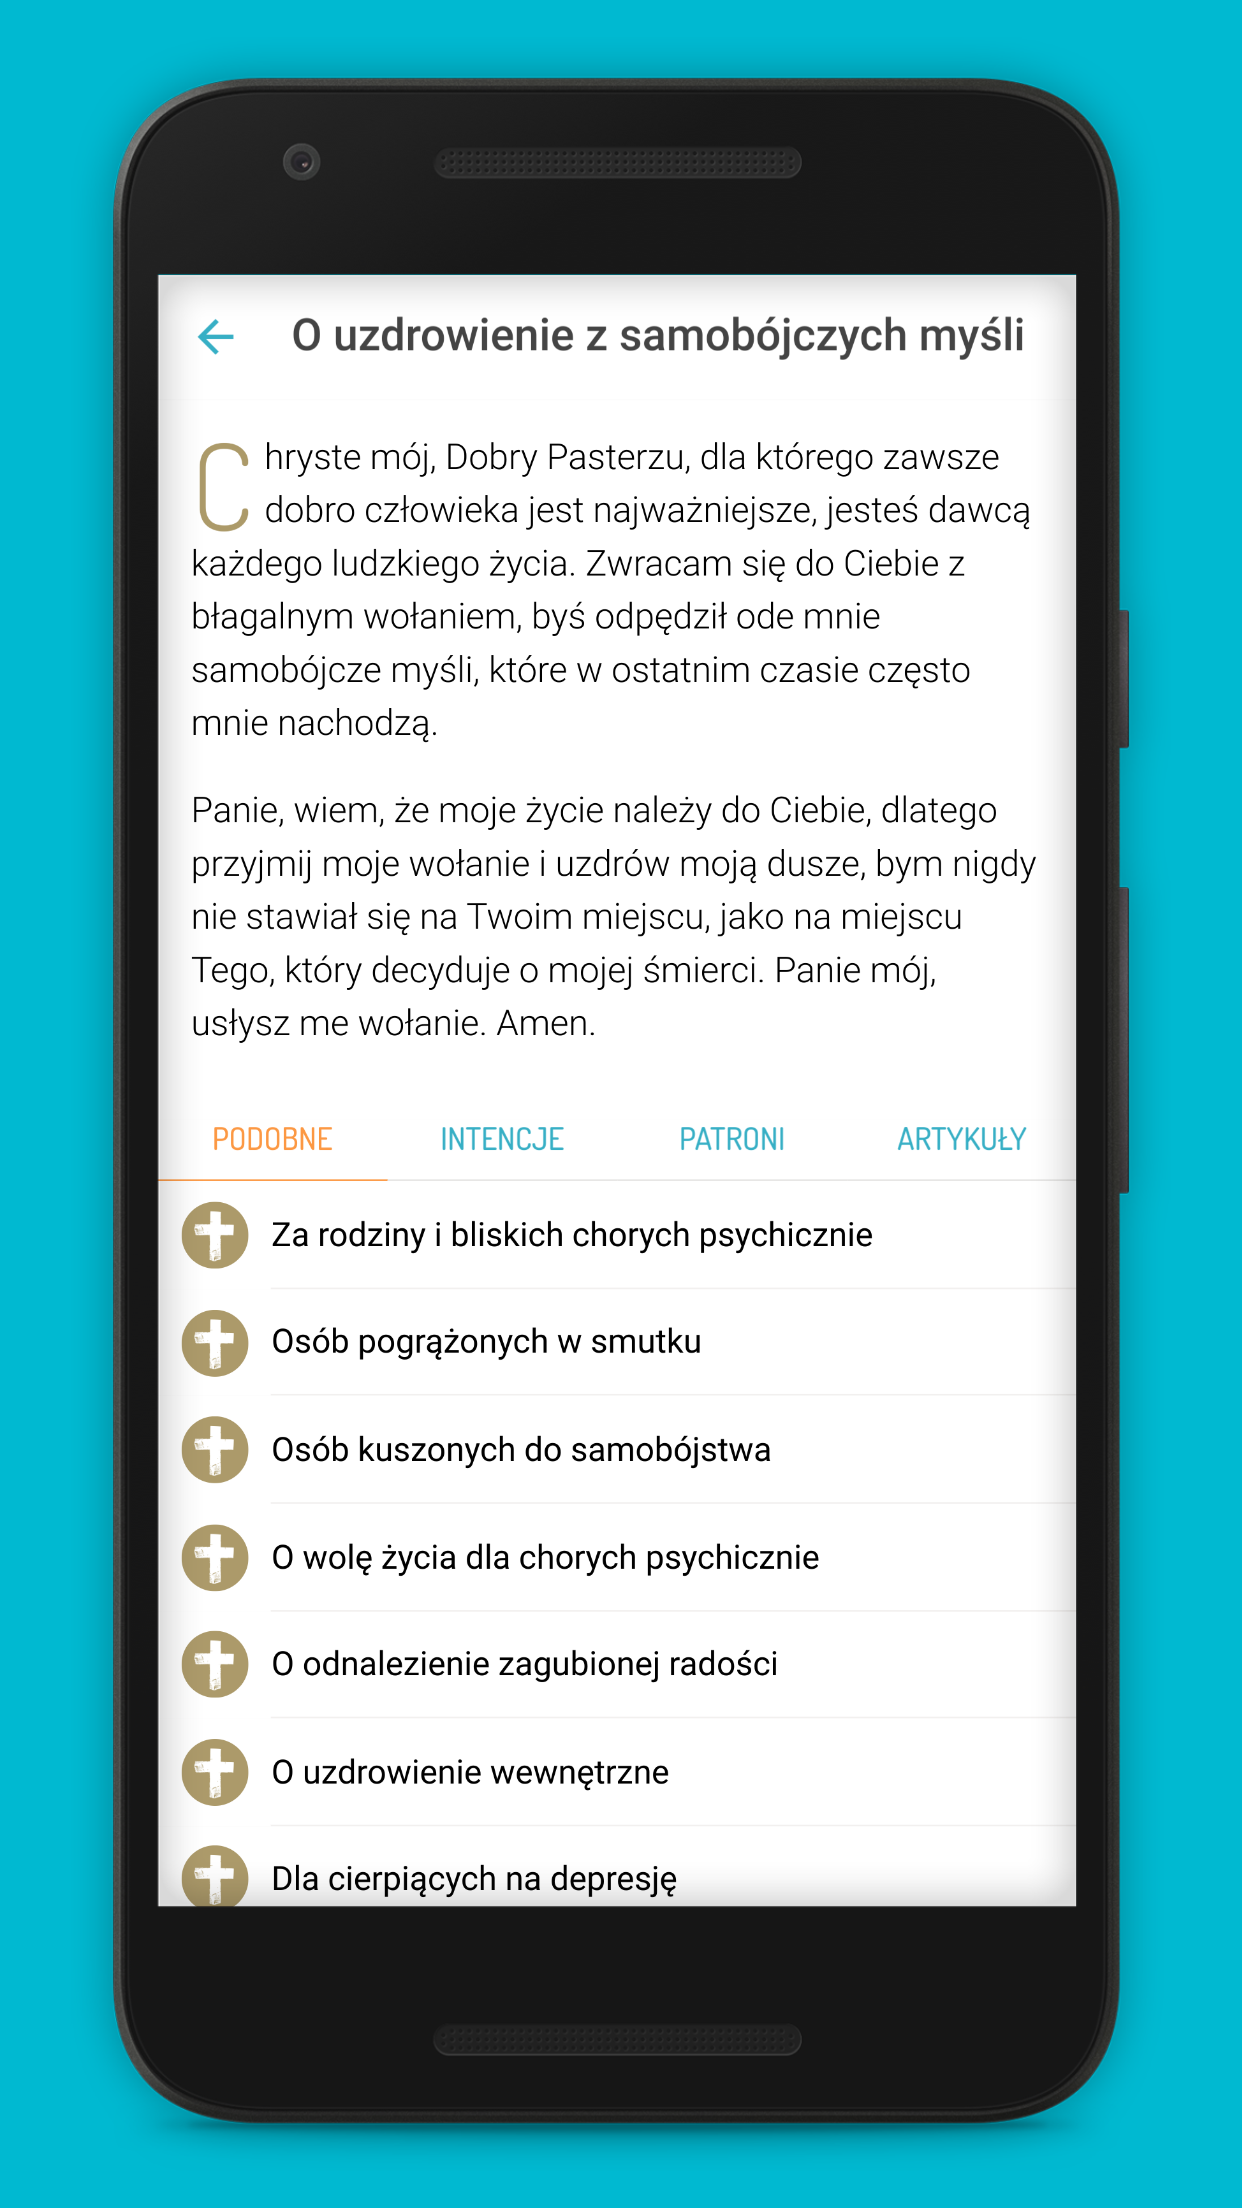 O uzdrowienie z samobójczych myśli
Chryste mój, Dobry Pasterzu, dla którego zawsze
dobro człowieka jest najważniejsze, jesteś dawcą
każdego ludzkiego życia. Zwracam się do Ciebie z
błagalnym wołaniem, byś odpędził ode mnie
samobójcze myśli, które w ostatnim czasie często
mnie nachodzą.
Panie, wiem, że moje życie należy do Ciebie, dlatego
przyjmij moje wołanie i uzdrów moją dusze, bym nigdy
nie stawiał się na Twoim miejscu, jako na miejscu
Tego, który decyduje o mojej śmierci. Panie mój,
usłysz me wołanie. Amen.
PODOBNE INTENCJE PATRONI ARTYKUŁY
Za rodziny i bliskich chorych psychicznie
Osób pogrążonych w smutku
Osób kuszonych do samobójstwa
O wolę życia dla chorych psychicznie
O odnalezienie zagubionej radości
O uzdrowienie wewnętrzne
Dla cierpiących na depresję